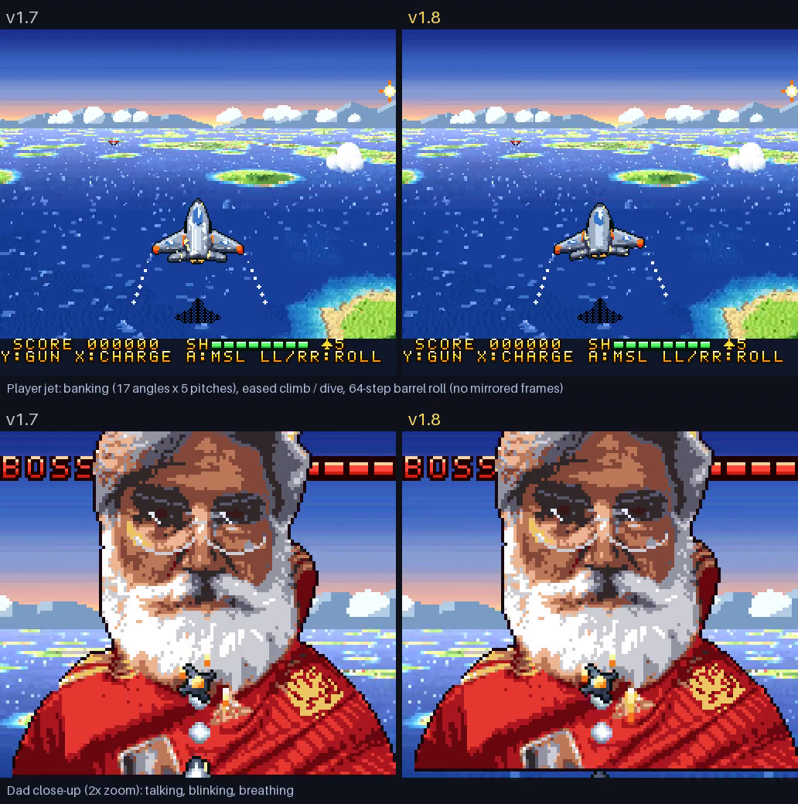 v1.7
v1.8
SCORE 000000 SH 5
Y:GUN X:CHARGE A:MSL LL/RR:ROLL
SCORE 000000 SH 5
Y:GUN X:CHARGE A:MSL LL/RR:ROLL
Player jet: banking (17 angles x 5 pitches), eased climb / dive, 64-step barrel roll (no mirrored frames)
v1.7
v1.8
BOSS
BOSS
Dad close-up (2x zoom): talking, blinking, breathing